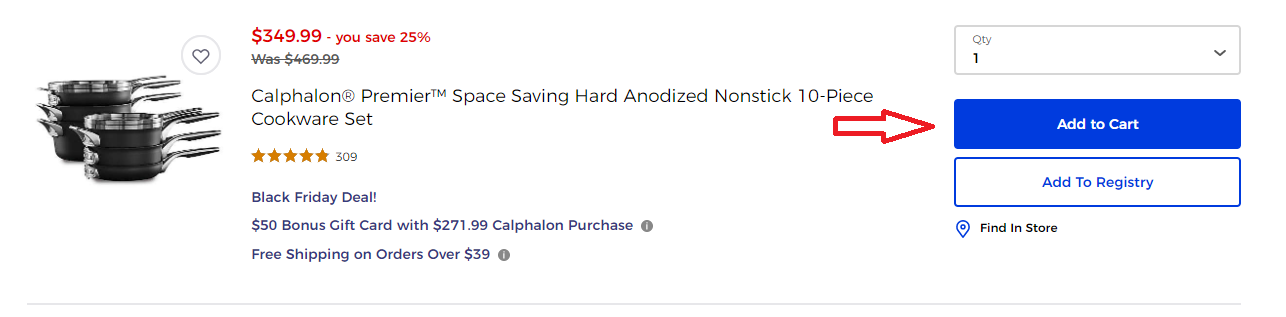 $349.99 - you save 25%
Was $469.99
Calphalon® Premier™ Space Saving Hard Anodized Nonstick 10-Piece
Cookware Set
309
Black Friday Deal!
$50 Bonus Gift Card with $271.99 Calphalon Purchase i
Free Shipping on Orders Over $39 i
Qty
1
Add to Cart
Add To Registry
Find In Store